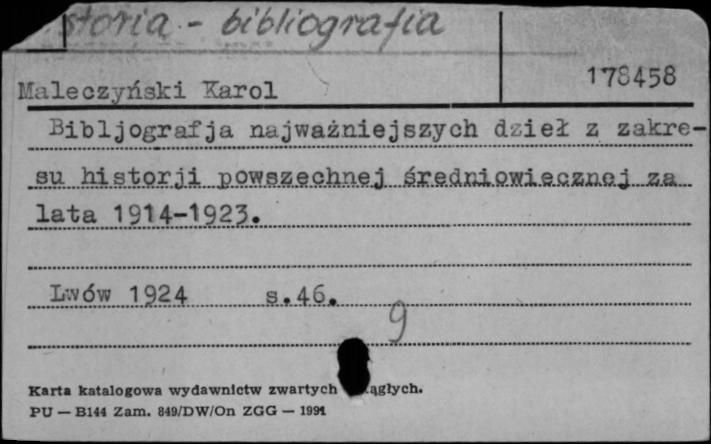 storia - bibliografia
178458
Maleczyński Karol
Bibljografja najważniejszych dzieł z zakre-
su historji powszechnej średniowiecznej za
lata 1914-1923.
Lwów 1924 s.46.
9
Karta katalogowa wydawnictw zwartych ągłych.
PU — B144 Zam. 849/DW/On ZGG — 1991